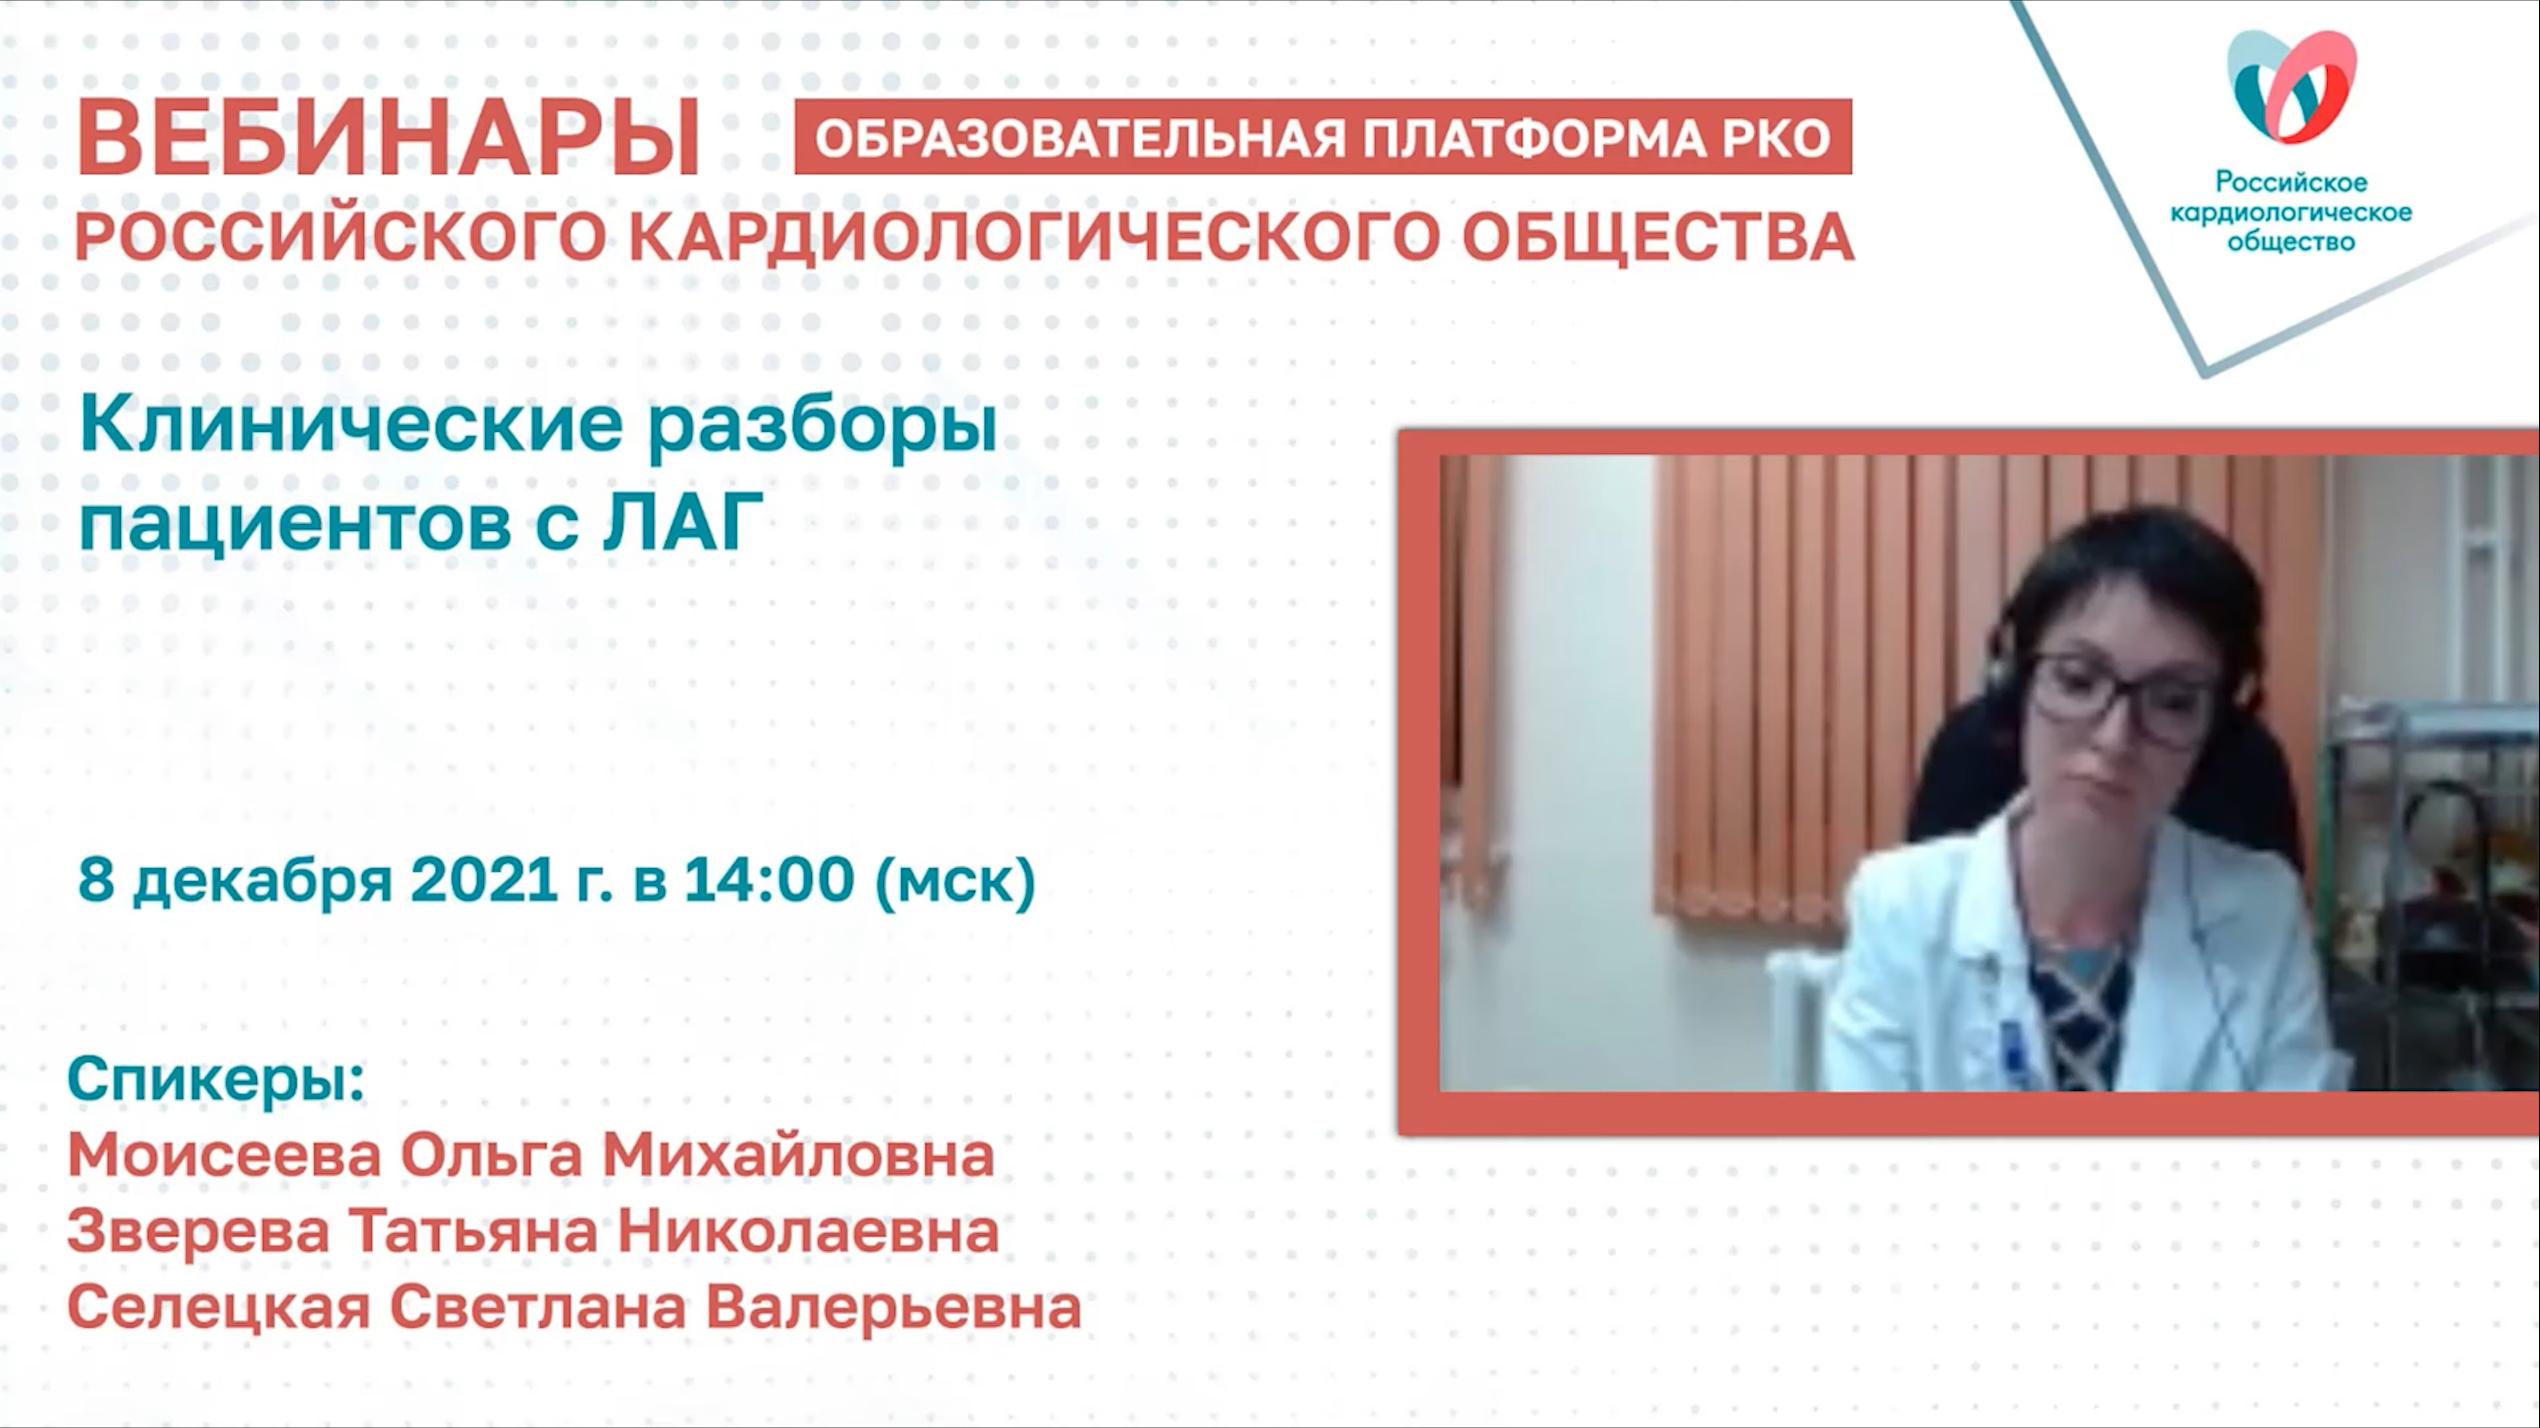 ВЕБИНАРЫ
ОБРАЗОВАТЕЛЬНАЯ ПЛАТФОРМА РКО
РОССИЙСКОГО КАРДИОЛОГИЧЕСКОГО ОБЩЕСТВА
Российское
кардиологическое
общество
Клинические разборы
пациентов с ЛАГ
8 декабря 2021 г. в 14:00 (мск)
Спикеры:
Моисеева Ольга Михайловна
Зверева Татьяна Николаевна
Селецкая Светлана Валерьевна